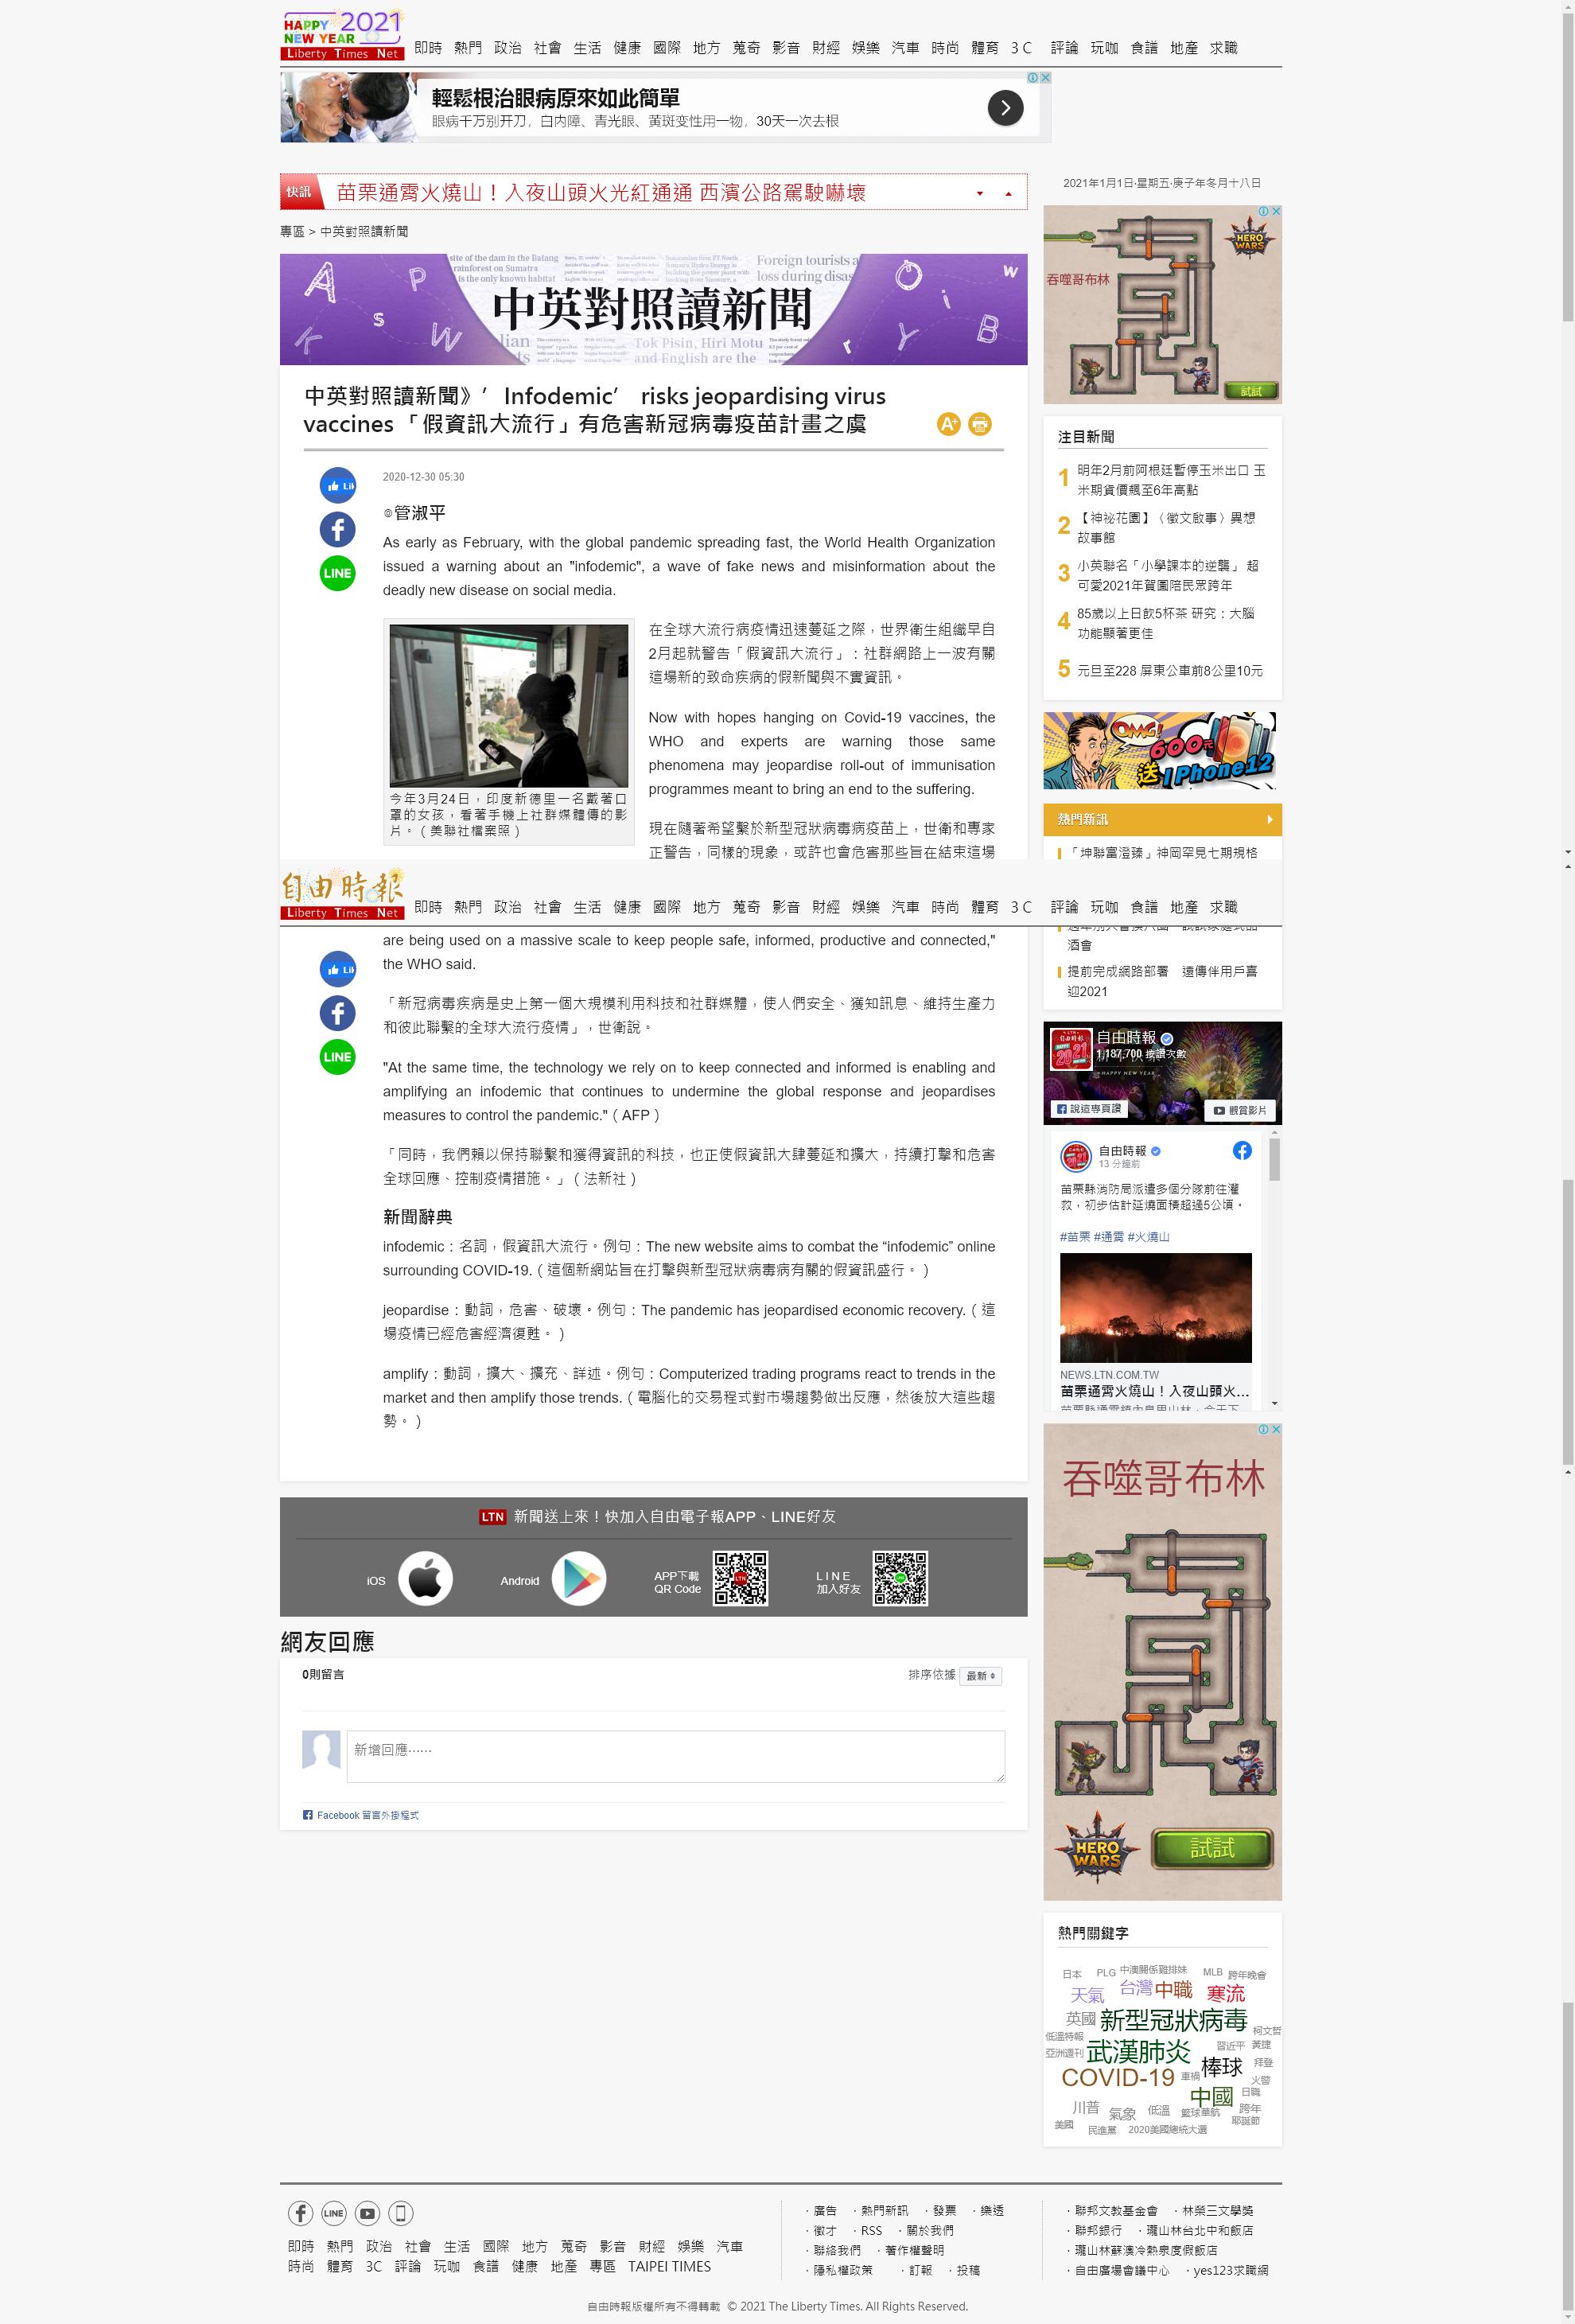 HAPPY 2021
NEW YEAR
Liberty Times Net
即時 熱門 政治 社會 生活 健康 國際 地方 蒐奇 影音 財經 娛樂 汽車 時尚 體育 3C 評論 玩咖 食譜 地產 求職
輕鬆根治眼病原來如此簡單
眼病千万别开刀，白内障、青光眼、黄斑变性用一物，30天一次去根
快訊
苗栗通霄火燒山！入夜山頭火光紅通通 西濱公路駕駛嚇壞
2021年1月1日‧星期五‧庚子年冬月十八日
專區 > 中英對照讀新聞
中英對照讀新聞
中英對照讀新聞》’Infodemic’ risks jeopardising virus
vaccines 「假資訊大流行」有危害新冠病毒疫苗計畫之虞
2020-12-30 05:30
◎管淑平
As early as February, with the global pandemic spreading fast, the World Health Organization
issued a warning about an "infodemic", a wave of fake news and misinformation about the
deadly new disease on social media.
在全球大流行病疫情迅速蔓延之際，世界衛生組織早自
2月起就警告「假資訊大流行」：社群網路上一波有關
這場新的致命疾病的假新聞與不實資訊。
Now with hopes hanging on Covid-19 vaccines, the
WHO and experts are warning those same
phenomena may jeopardise roll-out of immunisation
programmes meant to bring an end to the suffering.
今年3月24日，印度新德里一名戴著口
罩的女孩，看著手機上社群媒體傳的影
片。（美聯社檔案照）
現在隨著希望繫於新型冠狀病毒病疫苗上，世衛和專家
正警告，同樣的現象，或許也會危害那些旨在結束這場
吞噬哥布林
HERO WARS
試試
注目新聞
1 明年2月前阿根廷暫停玉米出口 玉
米期貨價飆至6年高點
2 【神祕花園】〈徵文啟事〉異想
故事館
3 小英聯名「小學課本的逆襲」 超
可愛2021年賀圖陪民眾跨年
4 85歲以上日飲5杯茶 研究：大腦
功能顯著更佳
5 元旦至228 屏東公車前8公里10元
OMG! 600元
送 I Phone12
熱門新訊
「坤聯富澄臻」神岡罕見七期規格
自由時報
Liberty Times Net
即時 熱門 政治 社會 生活 健康 國際 地方 蒐奇 影音 財經 娛樂 汽車 時尚 體育 3C 評論 玩咖 食譜 地產 求職
are being used on a massive scale to keep people safe, informed, productive and connected,"
the WHO said.
「新冠病毒疾病是史上第一個大規模利用科技和社群媒體，使人們安全、獲知訊息、維持生產力
和彼此聯繫的全球大流行疫情」，世衛說。
"At the same time, the technology we rely on to keep connected and informed is enabling and
amplifying an infodemic that continues to undermine the global response and jeopardises
measures to control the pandemic."（AFP）
「同時，我們賴以保持聯繫和獲得資訊的科技，也正使假資訊大肆蔓延和擴大，持續打擊和危害
全球回應、控制疫情措施。」（法新社）
新聞辭典
infodemic：名詞，假資訊大流行。例句：The new website aims to combat the “infodemic” online
surrounding COVID-19.（這個新網站旨在打擊與新型冠狀病毒病有關的假資訊盛行。）
jeopardise：動詞，危害、破壞。例句：The pandemic has jeopardised economic recovery.（這
場疫情已經危害經濟復甦。）
amplify：動詞，擴大、擴充、詳述。例句：Computerized trading programs react to trends in the
market and then amplify those trends.（電腦化的交易程式對市場趨勢做出反應，然後放大這些趨
勢。）
酒會
提前完成網路部署 遠傳伴用戶喜
迎2021
自由時報
1,187,700 按讚次數
說這專頁讚
觀賞影片
自由時報
13 分鐘前
苗栗縣消防局派遣多個分隊前往灌
救，初步估計延燒面積超過5公頃。
#苗栗 #通霄 #火燒山
NEWS.LTN.COM.TW
苗栗通霄火燒山！入夜山頭火...
LTN 新聞送上來！快加入自由電子報APP、LINE好友
iOS
Android
APP下載
QR Code
LINE
加入好友
網友回應
0則留言
排序依據 最新
新增回應......
Facebook 留言外掛程式
吞噬哥布林
HERO WARS
試試
熱門關鍵字
日本 PLG 中澳關係雞排妹 MLB 跨年晚會
天氣 台灣 中職 寒流
英國 新型冠狀病毒 柯文哲
低溫特報 武漢肺炎 習近平 黃捷
亞洲週刊 棒球 拜登
COVID-19 車禍 火警
中國 日職
川普 氣象 低溫 籃球 華航 跨年
美國 民進黨 2020美國總統大選 耶誕節
即時 熱門 政治 社會 生活 健康 國際 地方 蒐奇 影音 財經 娛樂 汽車
時尚 體育 3C 評論 玩咖 食譜 健康 地產 專區 TAIPEI TIMES
‧廣告 ‧熱門新訊 ‧發票 ‧樂透
‧徵才 ‧RSS ‧關於我們
‧聯絡我們 ‧著作權聲明
‧隱私權政策 ‧訂報 ‧投稿
‧聯邦文教基金會 ‧林榮三文學獎
‧聯邦銀行 ‧瓏山林台北中和飯店
‧瓏山林蘇澳冷熱泉度假飯店
‧自由廣場會議中心 ‧yes123求職網
自由時報版權所有不得轉載 © 2021 The Liberty Times. All Rights Reserved.